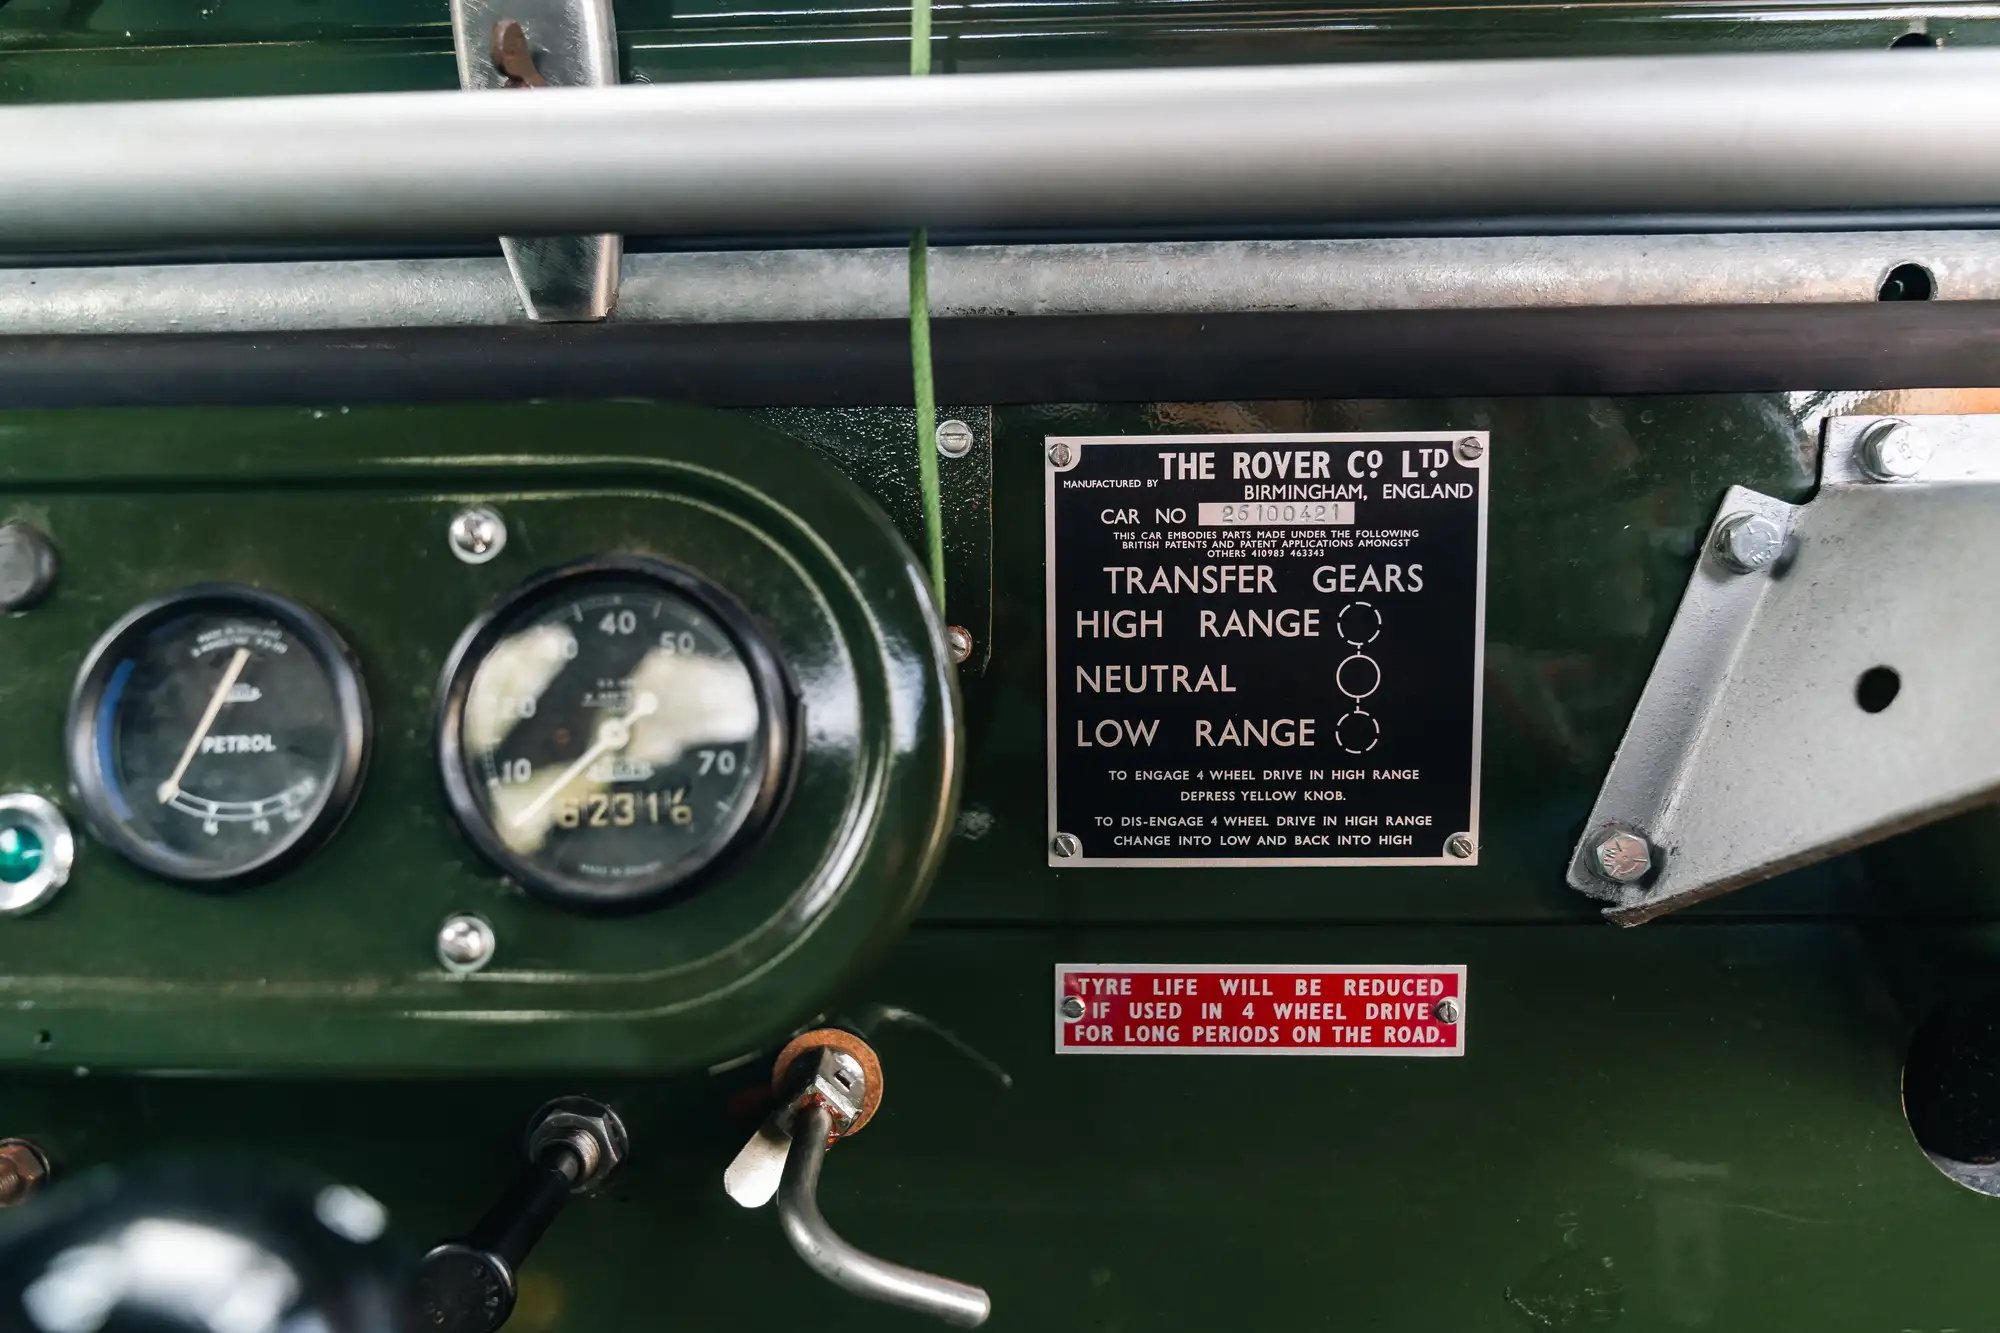 PETROL
10
20
30
40
50
70
62316
THE ROVER Cº LTD
MANUFACTURED BY
BIRMINGHAM, ENGLAND
CAR NO 26100421
THIS CAR EMBODIES PARTS MADE UNDER THE FOLLOWING
BRITISH PATENTS AND PATENT APPLICATIONS AMONGST
OTHERS 410983 463343
TRANSFER GEARS
HIGH RANGE
NEUTRAL
LOW RANGE
TO ENGAGE 4 WHEEL DRIVE IN HIGH RANGE
DEPRESS YELLOW KNOB.
TO DIS-ENGAGE 4 WHEEL DRIVE IN HIGH RANGE
CHANGE INTO LOW AND BACK INTO HIGH
TYRE LIFE WILL BE REDUCED
IF USED IN 4 WHEEL DRIVE
FOR LONG PERIODS ON THE ROAD.